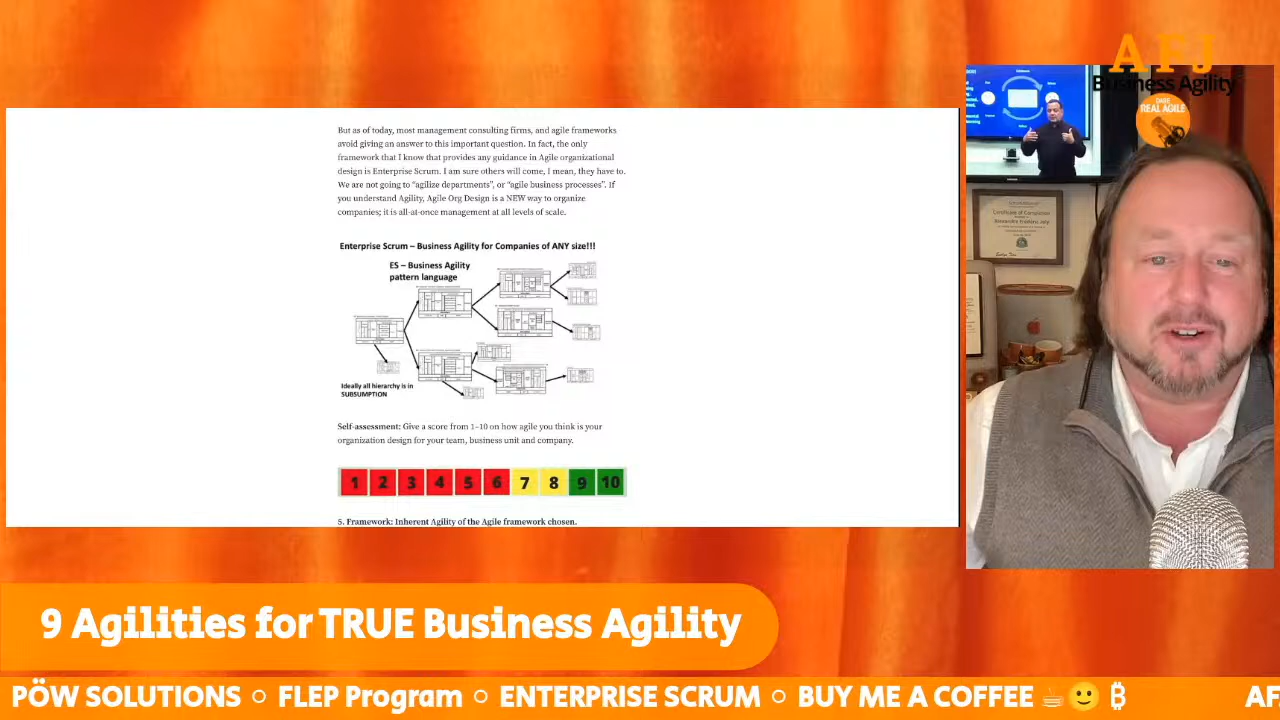 But as of today, most management consulting firms, and agile frameworks
avoid giving an answer to this important question. In fact, the only
framework that I know that provides any guidance in Agile organizational
design is Enterprise Scrum. I am sure others will come, I mean, they have to.
We are not going to “agilize departments”, or “agile business processes”. If
you understand Agility, Agile Org Design is a NEW way to organize
companies; it is all-at-once management at all levels of scale.
Enterprise Scrum – Business Agility for Companies of ANY size!!!
ES – Business Agility
pattern language
Ideally all hierarchy is in
SUBSUMPTION
Self-assessment: Give a score from 1–10 on how agile you think is your
organization design for your team, business unit and company.
1 2 3 4 5 6 7 8 9 10
5. Framework: Inherent Agility of the Agile framework chosen.
AFJ
Business Agility
REAL AGILE
Certificate of Completion
9 Agilities for TRUE Business Agility
PÖW SOLUTIONS ○ FLEP Program ○ ENTERPRISE SCRUM ○ BUY ME A COFFEE ☕🙂 ₿ AF